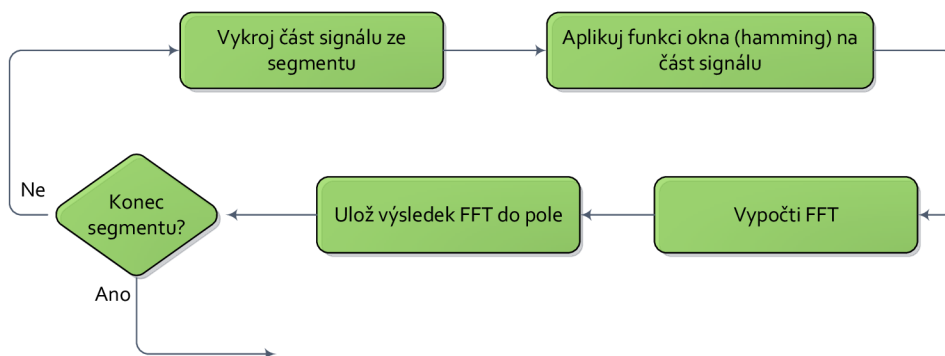 Vykroj část signálu ze
segmentu
Aplikuj funkci okna (hamming) na
část signálu
Vypočti FFT
Ulož výsledek FFT do pole
Konec
segmentu?
Ne
Ano